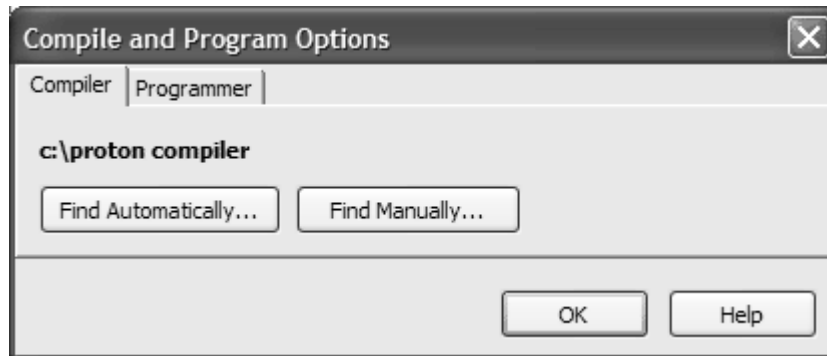 Compile and Program Options
Compiler Programmer
c:\proton compiler
Find Automatically... Find Manually...
OK Help